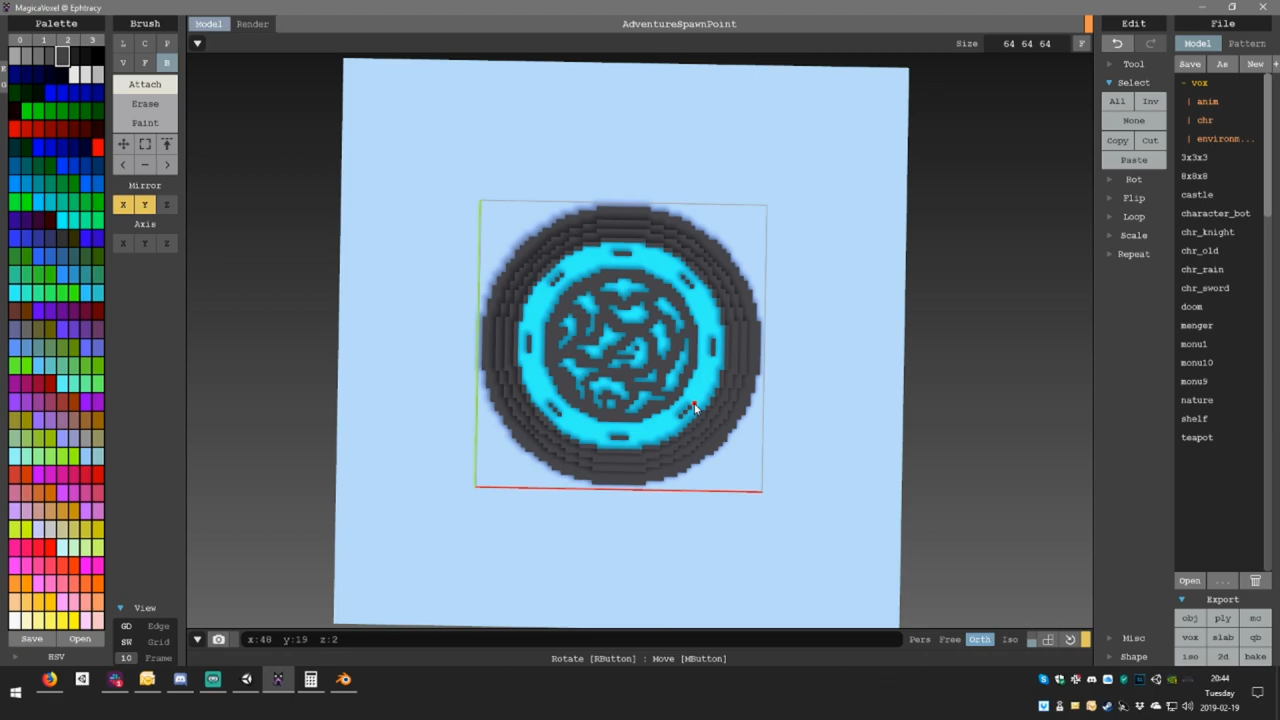 MagicaVoxel @ Ephtracy
Palette
Brush
Model
Render
AdventureSpawnPoint
Edit
File
0 1 2 3
L C P
V F B
Attach
Erase
Paint
Mirror
X Y Z
Axis
X Y Z
View
GD Edge
SW Grid
10 Frame
Save
Open
HSV
Size
64 64 64
F
Tool
Select
All
Inv
None
Copy
Cut
Paste
Rot
Flip
Loop
Scale
Repeat
Misc
Shape
Model
Pattern
Save
As
New
+
- vox
| anim
| chr
| environm...
3x3x3
8x8x8
castle
character_bot
chr_knight
chr_old
chr_rain
chr_sword
doom
menger
monu1
monu10
monu9
nature
shelf
teapot
Open
...
Export
obj ply mc
vox slab qb
iso 2d bake
x:48 y:19 z:2
Pers
Free
Orth
Iso
Rotate [RButton] : Move [MButton]
20:44
Tuesday
2019-02-19